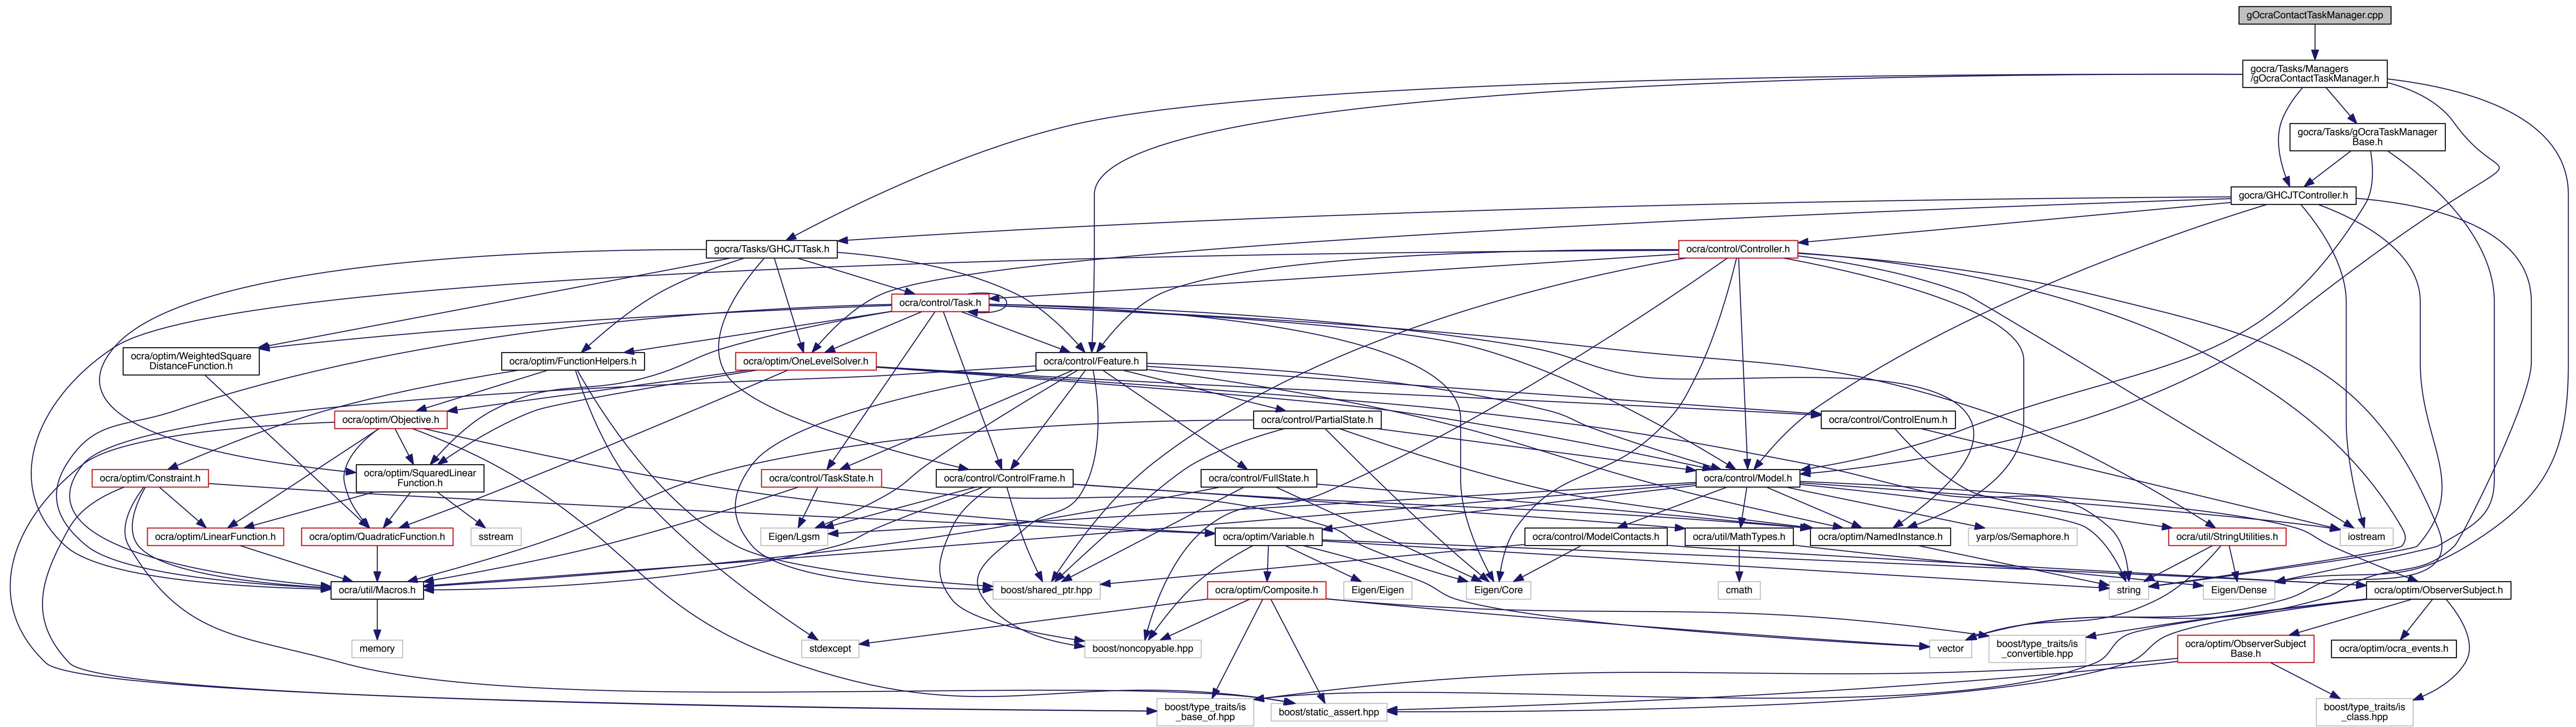 gOcraContactTaskManager.cpp
gocra/Tasks/Managers
/gOcraContactTaskManager.h
gocra/Tasks/gOcraTaskManager
Base.h
gocra/GHCJTController.h
gocra/Tasks/GHCJTTask.h
ocra/control/Controller.h
ocra/control/Task.h
ocra/optim/WeightedSquare
DistanceFunction.h
ocra/optim/FunctionHelpers.h
ocra/optim/OneLevelSolver.h
ocra/control/Feature.h
ocra/optim/Objective.h
ocra/control/PartialState.h
ocra/control/ControlEnum.h
ocra/optim/Constraint.h
ocra/optim/SquaredLinear
Function.h
ocra/control/TaskState.h
ocra/control/ControlFrame.h
ocra/control/FullState.h
ocra/control/Model.h
ocra/optim/LinearFunction.h
ocra/optim/QuadraticFunction.h
sstream
Eigen/Lgsm
ocra/optim/Variable.h
ocra/control/ModelContacts.h
ocra/util/MathTypes.h
ocra/optim/NamedInstance.h
yarp/os/Semaphore.h
ocra/util/StringUtilities.h
iostream
ocra/util/Macros.h
boost/shared_ptr.hpp
ocra/optim/Composite.h
Eigen/Eigen
Eigen/Core
cmath
string
Eigen/Dense
ocra/optim/ObserverSubject.h
memory
stdexcept
boost/noncopyable.hpp
vector
boost/type_traits/is
_convertible.hpp
ocra/optim/ObserverSubject
Base.h
ocra/optim/ocra_events.h
boost/type_traits/is
_base_of.hpp
boost/static_assert.hpp
boost/type_traits/is
_class.hpp